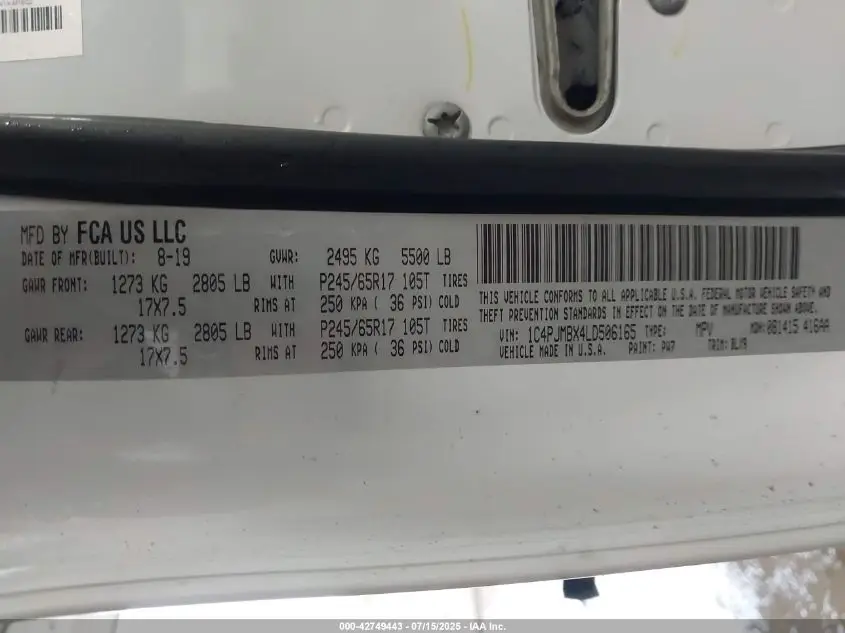 MFD BY FCA US LLC
DATE OF MFR(BUILT): 8-19 GVWR: 2495 KG 5500 LB
GAWR FRONT: 1273 KG 2805 LB WITH P245/65R17 105T TIRES
17X7.5 RIMS AT 250 KPA ( 36 PSI) COLD
GAWR REAR: 1273 KG 2805 LB WITH P245/65R17 105T TIRES
17X7.5 RIMS AT 250 KPA ( 36 PSI) COLD
THIS VEHICLE CONFORMS TO ALL APPLICABLE U.S.A. FEDERAL MOTOR VEHICLE SAFETY AND
THEFT PREVENTION STANDARDS IN EFFECT ON THE DATE OF MANUFACTURE SHOWN ABOVE
VIN: 1C4PJMBX4LD506165 TYPE: MPV MDH: 081415 416AA
VEHICLE MADE IN U.S.A. PAINT: PW7 TRIM: BLX9
000-42749443 - 07/15/2025 - IAA Inc.